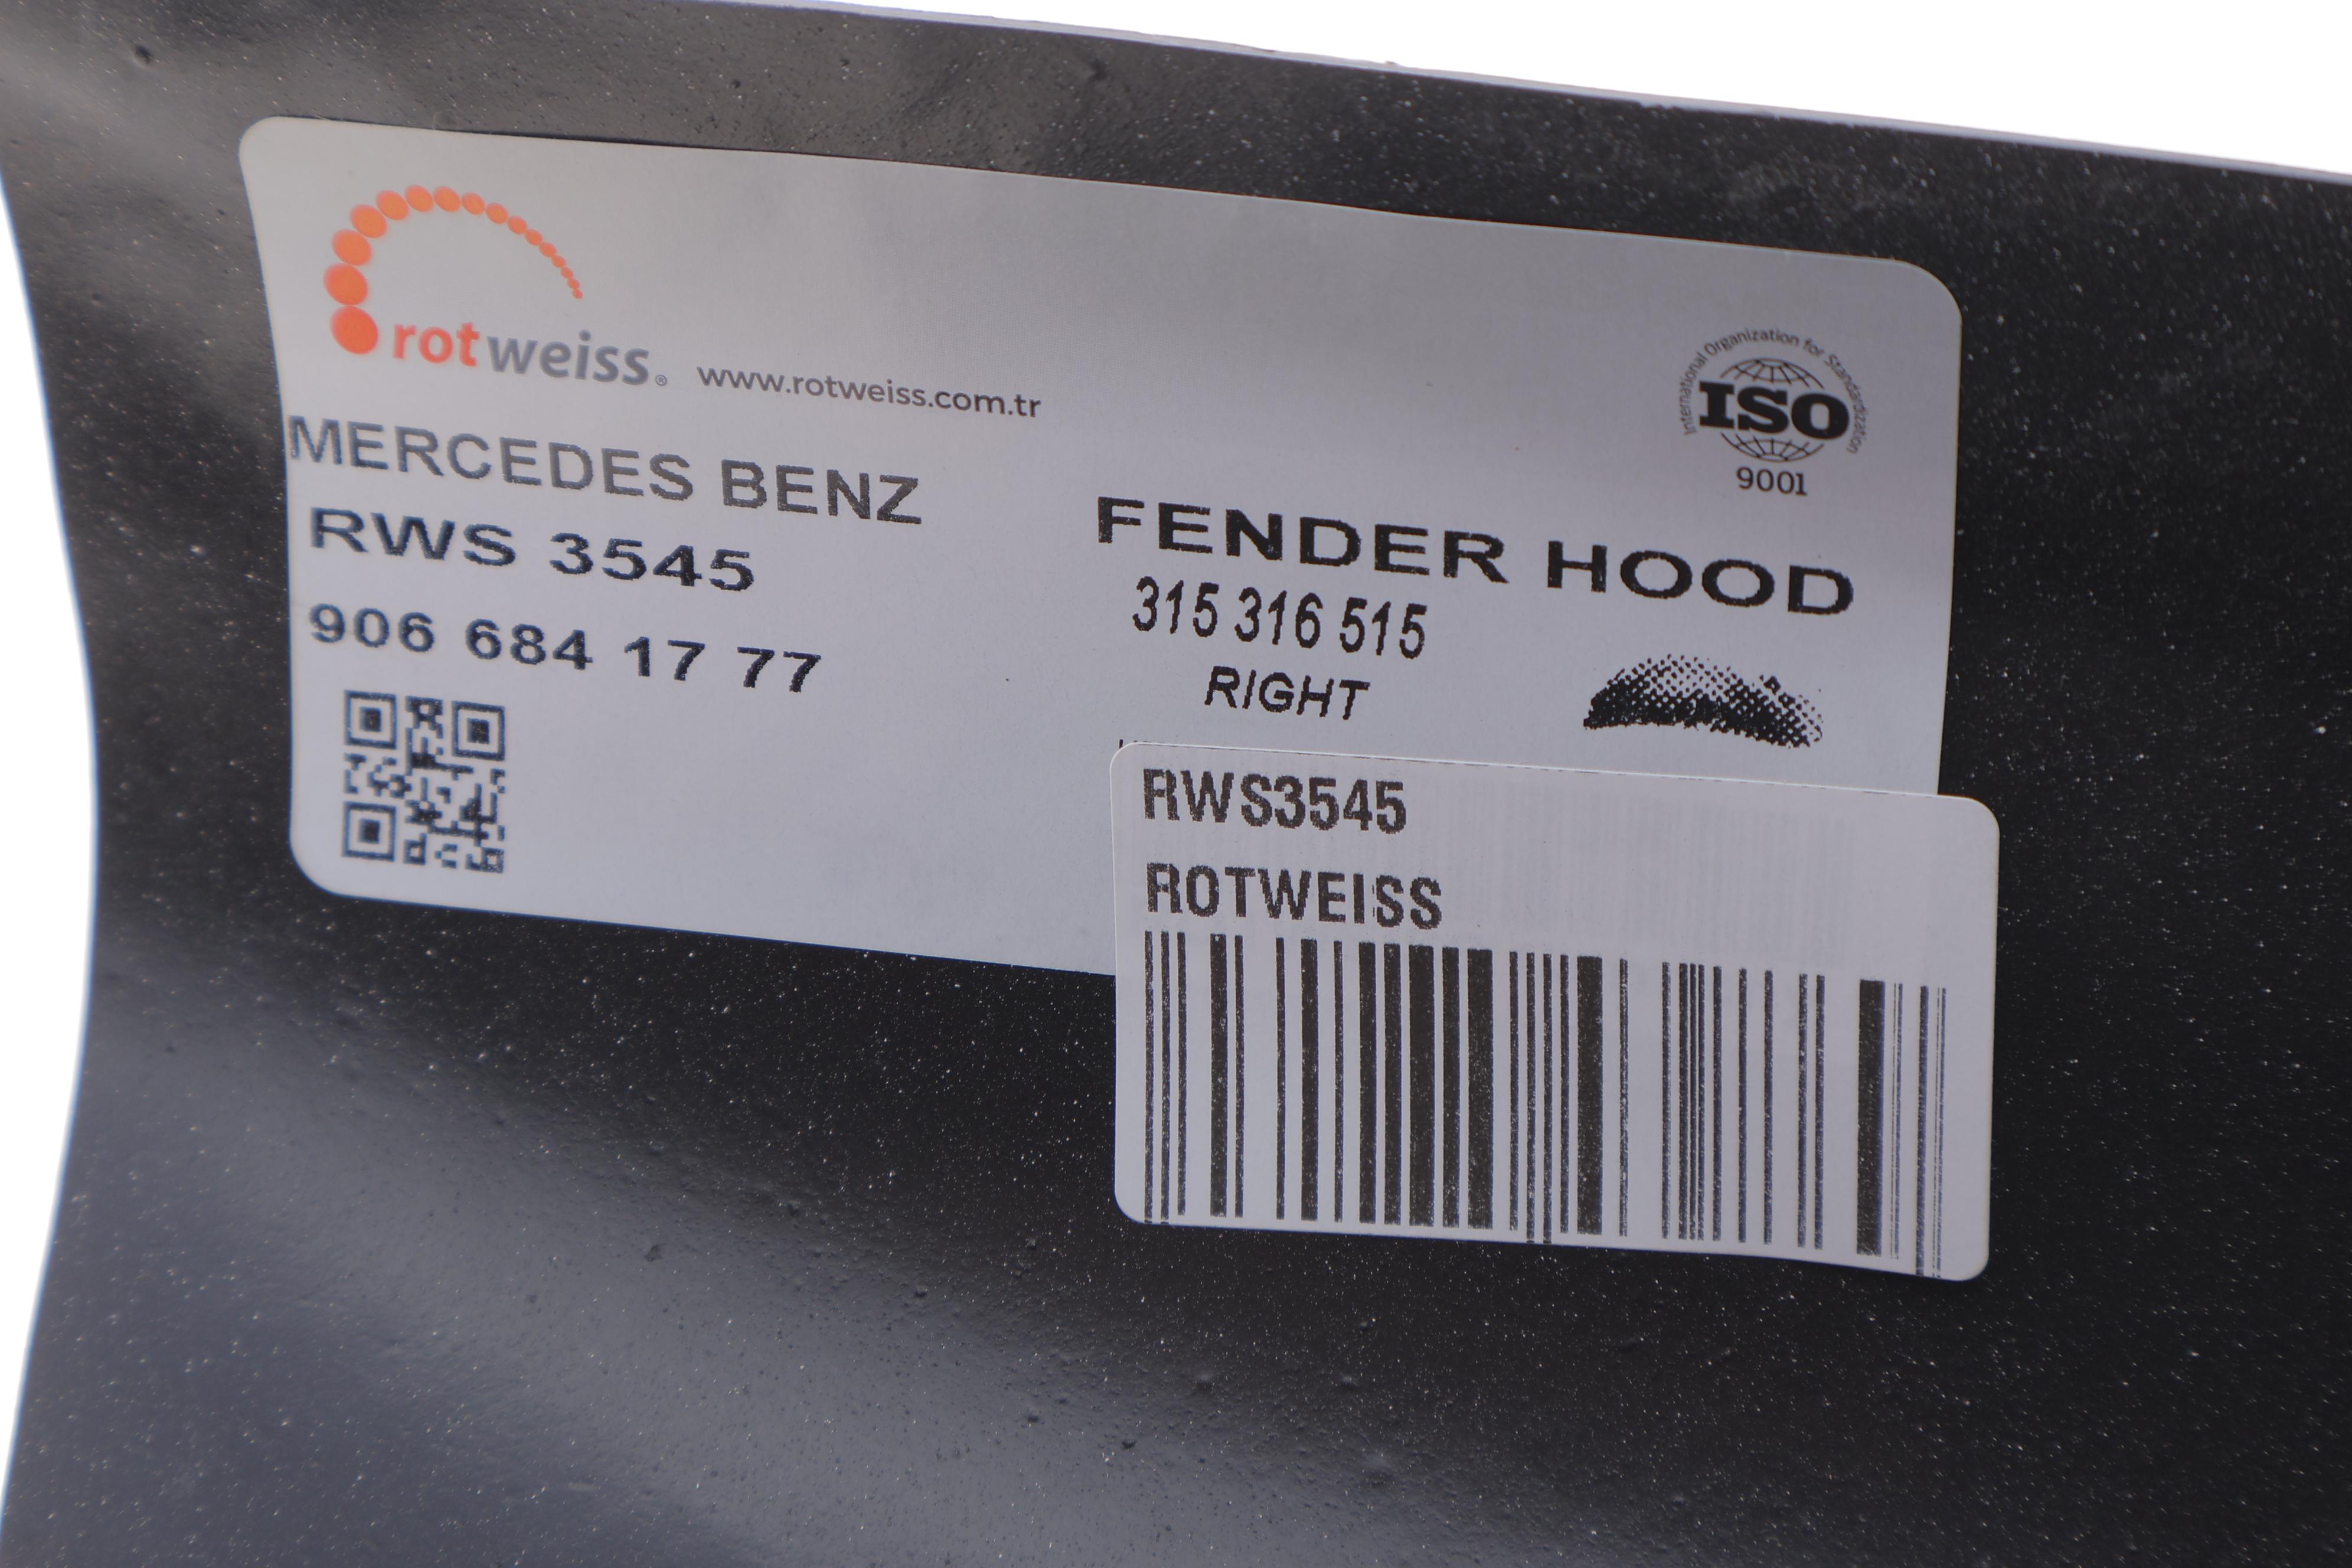 rotweiss® www.rotweiss.com.tr
International Organization for Standardization
ISO
9001
MERCEDES BENZ
RWS 3545
906 684 17 77
FENDER HOOD
315 316 515
RIGHT
RWS3545
ROTWEISS